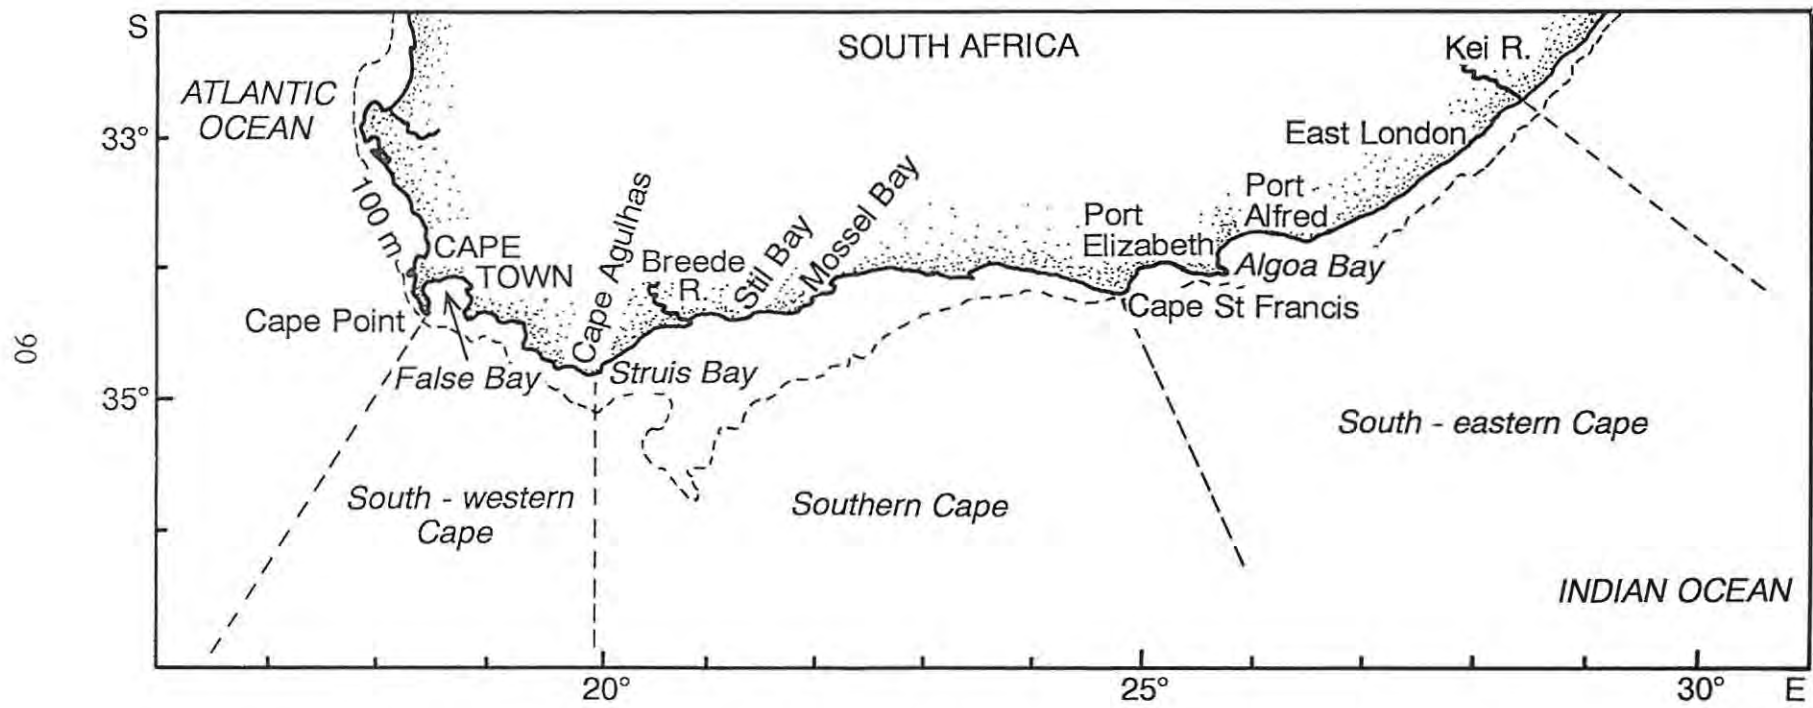 S
SOUTH AFRICA
Kei R.
ATLANTIC
OCEAN
33°
East London
100 m
Port
Alfred
Port
Elizabeth
CAPE
TOWN
Cape Agulhas
Breede
R.
Stil Bay
Mossel Bay
Algoa Bay
Cape Point
Cape St Francis
False Bay
Struis Bay
35°
South - eastern Cape
South - western
Cape
Southern Cape
INDIAN OCEAN
20°
25°
30°
E
90